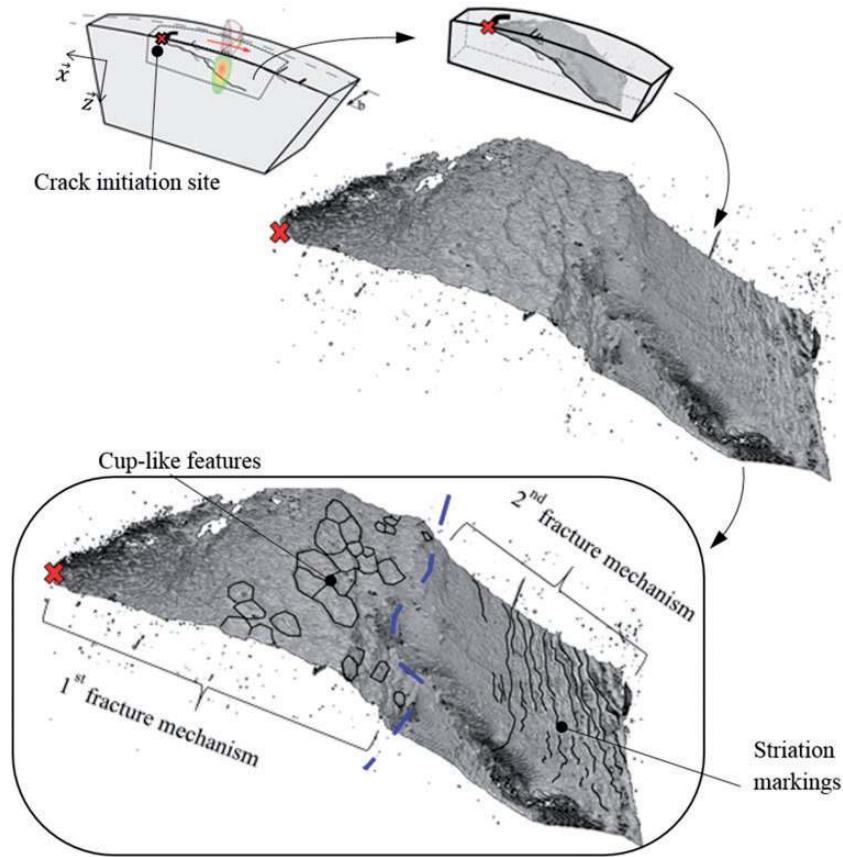 x
z
b
Crack initiation site
Cup-like features
2nd fracture mechanism
1st fracture mechanism
Striation
markings